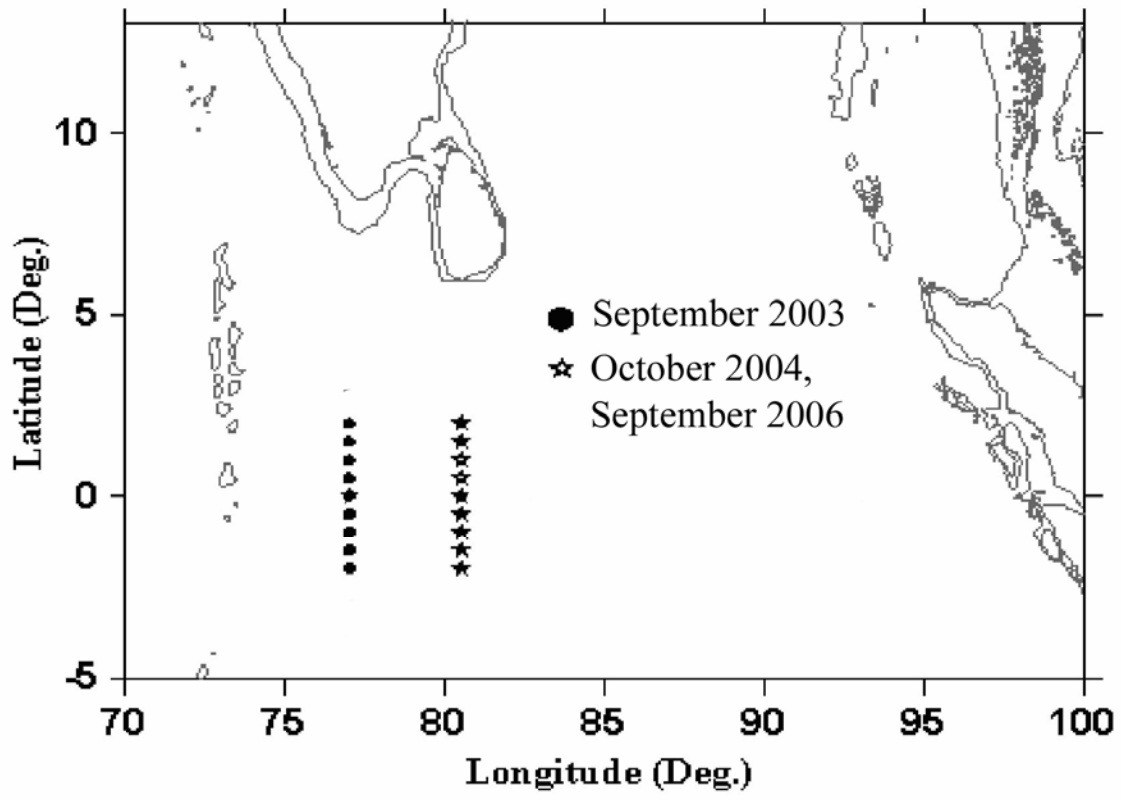 10
5
0
-5
Latitude (Deg.)
September 2003
October 2004,
September 2006
70 75 80 85 90 95 100
Longitude (Deg.)